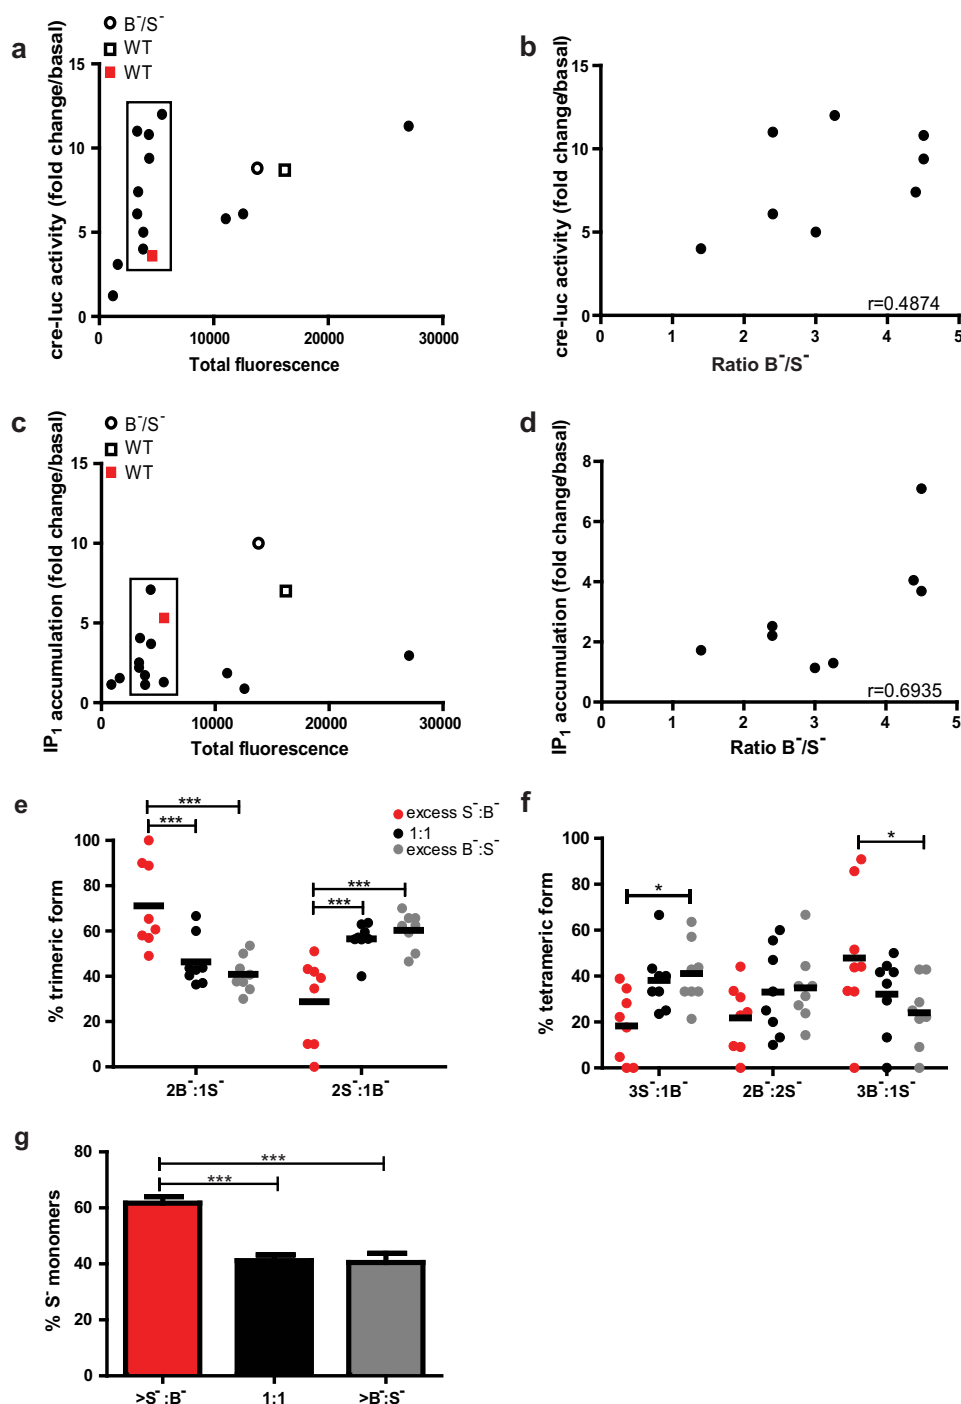 a
B⁻/S⁻
WT
WT
cre-luc activity (fold change/basal)
15
10
5
0
0 10000 20000 30000
Total fluorescence
b
cre-luc activity (fold change/basal)
15
10
5
0
r=0.4874
0 1 2 3 4 5
Ratio B⁻/S⁻
c
B⁻/S⁻
WT
WT
IP₁ accumulation (fold change/basal)
15
10
5
0
0 10000 20000 30000
Total fluorescence
d
IP₁ accumulation (fold change/basal)
8
6
4
2
0
r=0.6935
0 1 2 3 4 5
Ratio B⁻/S⁻
e
***
***
***
***
excess S⁻:B⁻
1:1
excess B⁻:S⁻
% trimeric form
100
80
60
40
20
0
2B⁻:1S⁻ 2S⁻:1B⁻
f
*
*
% tetrameric form
100
80
60
40
20
0
3S⁻:1B⁻ 2B⁻:2S⁻ 3B⁻:1S⁻
g
***
***
% S⁻ monomers
80
60
40
20
0
>S⁻:B⁻ 1:1 >B⁻:S⁻